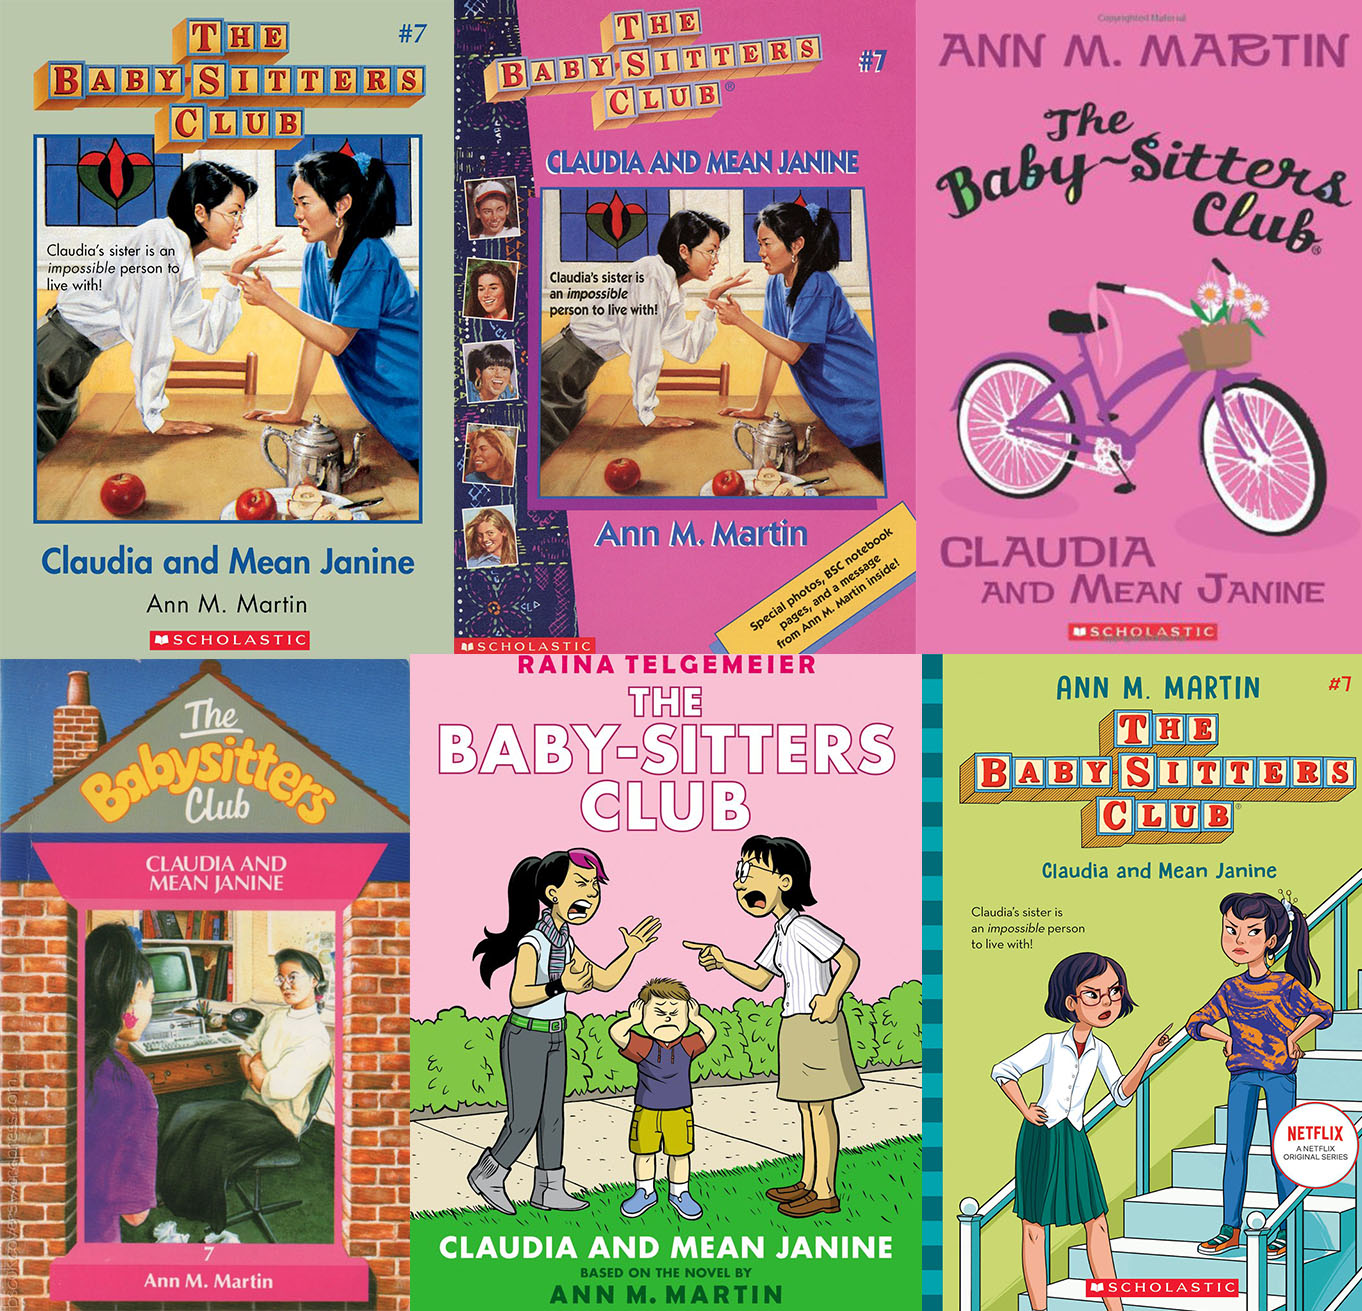 THE
BABY-SITTERS
CLUB
#7
Claudia's sister is an
impossible person to
live with!
Claudia and Mean Janine
Ann M. Martin
SCHOLASTIC
THE
BABY-SITTERS
CLUB®
#7
CLAUDIA AND MEAN JANINE
Claudia's sister is
an impossible
person to live with!
Ann M. Martin
Special photos, BSC notebook
pages, and a message
from Ann M. Martin inside!
SCHOLASTIC
Copyrighted Material
ANN M. MARTIN
The
Baby-Sitters
Club®
CLAUDIA
AND MEAN JANINE
SCHOLASTIC
The
Babysitters
Club
CLAUDIA AND
MEAN JANINE
7
Ann M. Martin
bscbookcovers.wordpress.com
RAINA TELGEMEIER
THE
BABY-SITTERS
CLUB
CLAUDIA AND MEAN JANINE
BASED ON THE NOVEL BY
ANN M. MARTIN
ANN M. MARTIN
#7
THE
BABY-SITTERS
CLUB®
Claudia and Mean Janine
Claudia's sister is
an impossible person
to live with!
NETFLIX
A NETFLIX
ORIGINAL SERIES
SCHOLASTIC